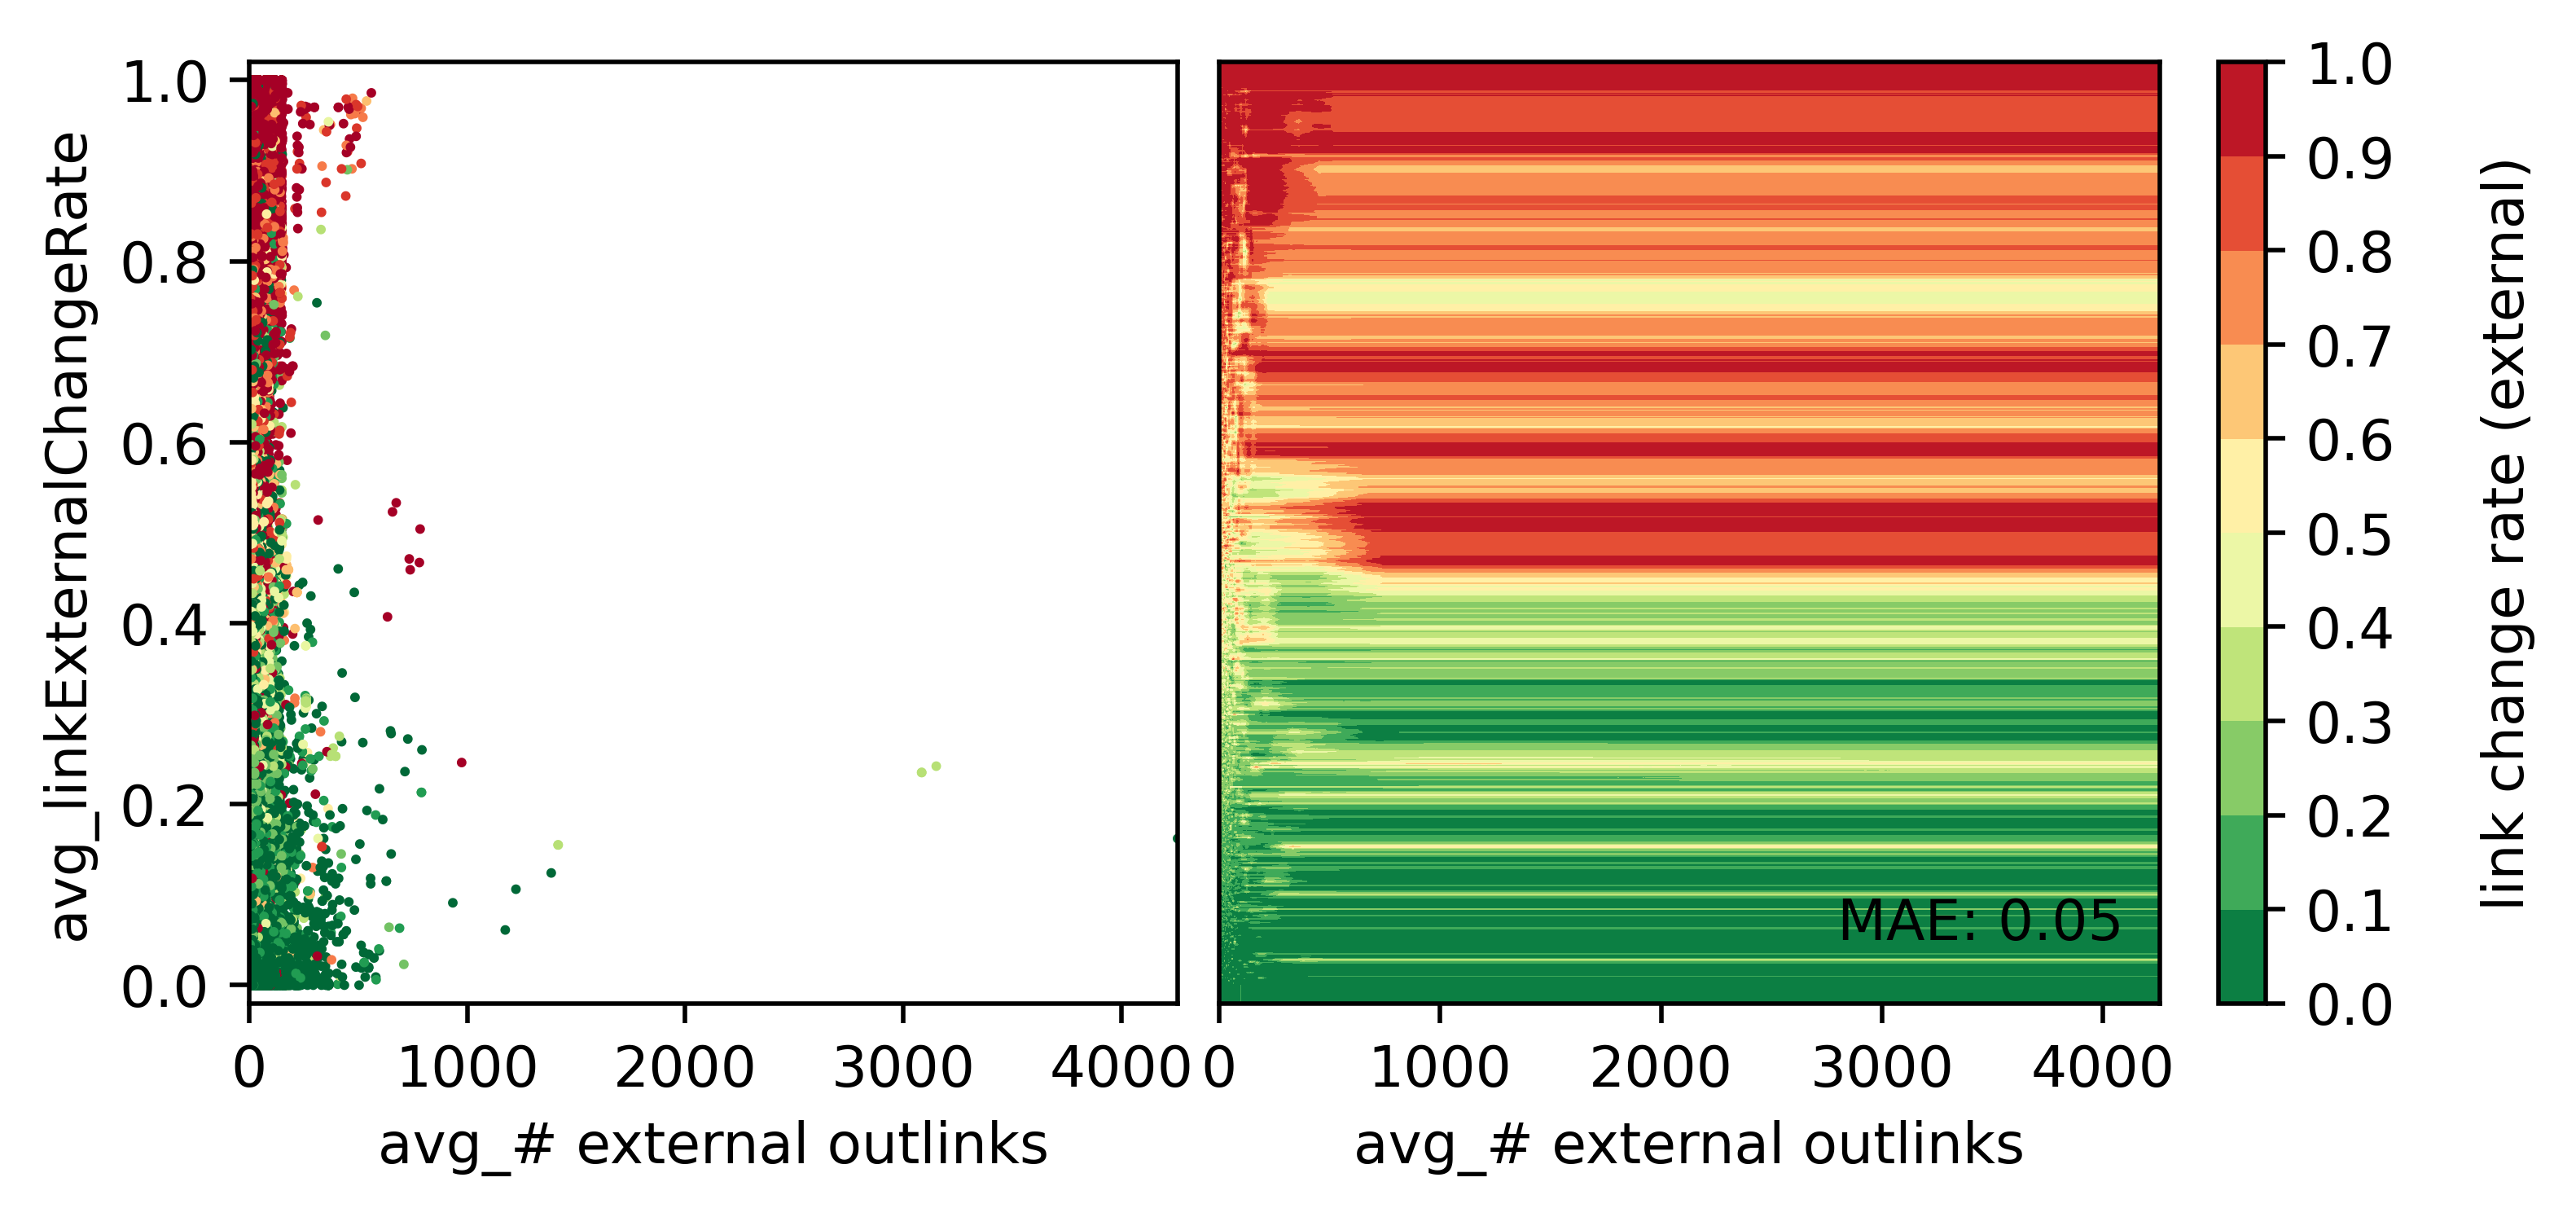 avg_linkExternalChangeRate
1.0
0.8
0.6
0.4
0.2
0.0
0 1000 2000 3000 4000
avg_# external outlinks
MAE: 0.05
0 1000 2000 3000 4000
avg_# external outlinks
1.0
0.9
0.8
0.7
0.6
0.5
0.4
0.3
0.2
0.1
0.0
link change rate (external)